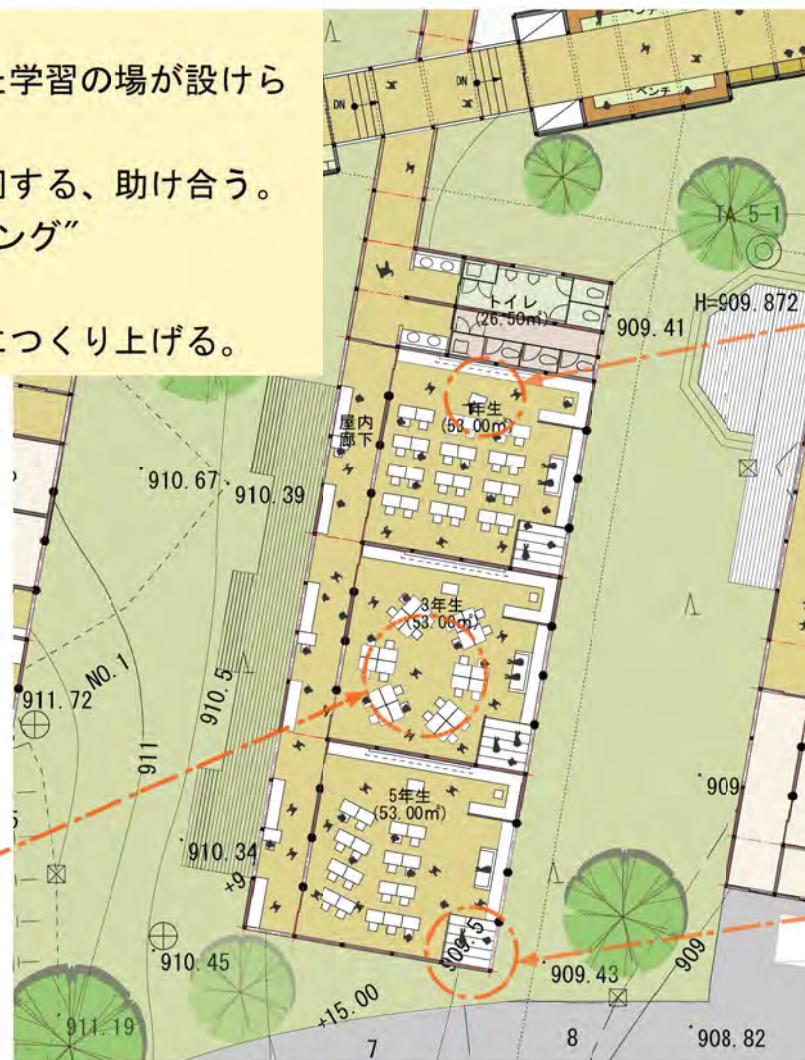 た学習の場が設けら
する、助け合う。
ング”
につくり上げる。
DN
DN
ベンチ
ベンチ
TA 5-1
H=909.872
トイレ
(26.50㎡)
909.41
1年生
(53.00㎡)
屋内
廊下
910.67
910.39
3年生
(53.00㎡)
NO.1
911.72
910.5
911
909
5年生
(53.00㎡)
910.34
+9
909.5
910.45
909.43
909
+15.00
911.19
7
8
908.82